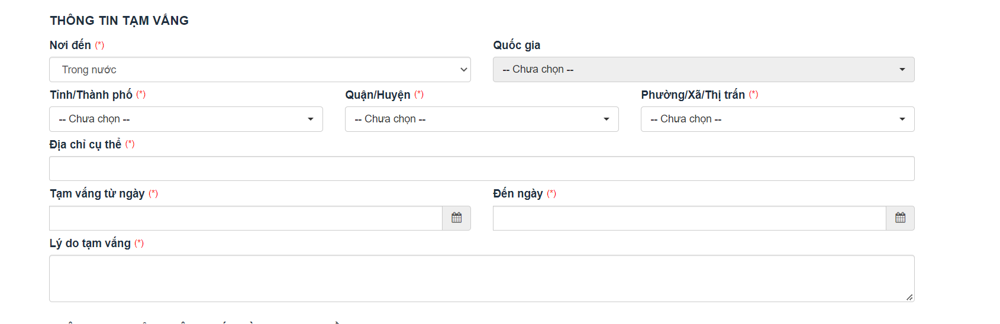 THÔNG TIN TẠM VẮNG
Nơi đến (*) Quốc gia
Trong nước -- Chưa chọn --
Tỉnh/Thành phố (*) Quận/Huyện (*) Phường/Xã/Thị trấn (*)
-- Chưa chọn -- -- Chưa chọn -- -- Chưa chọn --
Địa chỉ cụ thể (*)
Tạm vắng từ ngày (*) Đến ngày (*)
Lý do tạm vắng (*)